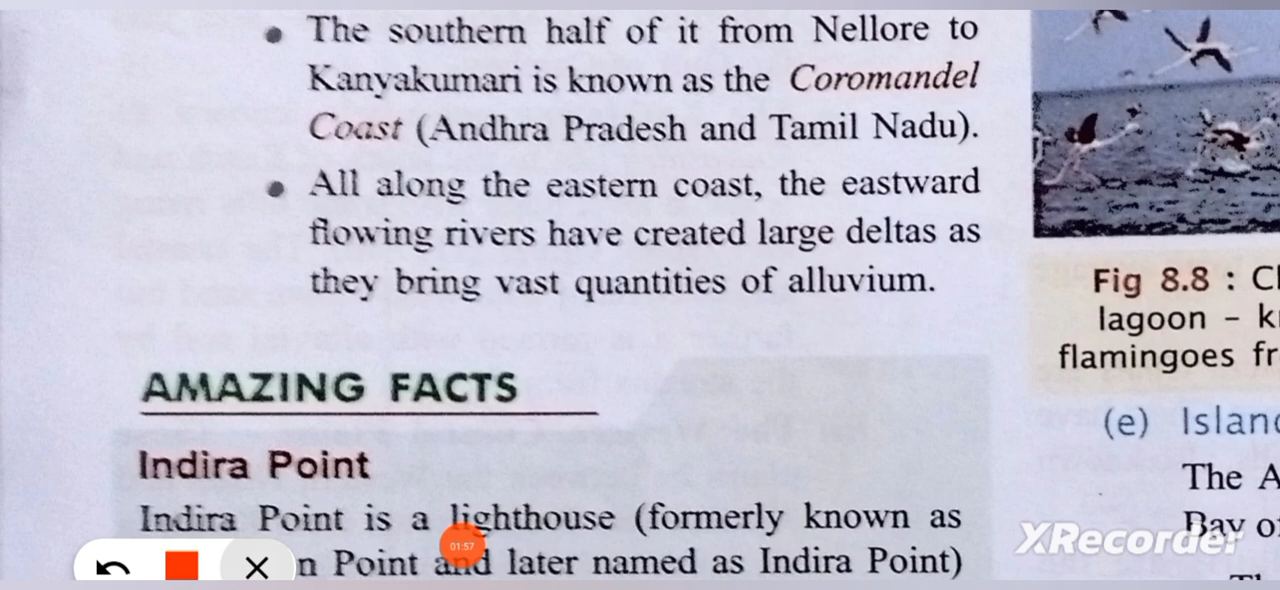 The southern half of it from Nellore to
Kanyakumari is known as the Coromandel
Coast (Andhra Pradesh and Tamil Nadu).
All along the eastern coast, the eastward
flowing rivers have created large deltas as
they bring vast quantities of alluvium.
AMAZING FACTS
Indira Point
Indira Point is a lighthouse (formerly known as
Point and later named as Indira Point)
Fig 8.8 :
lagoon –
flamingoes
(e)
The
Bay
XRecorder
01:57